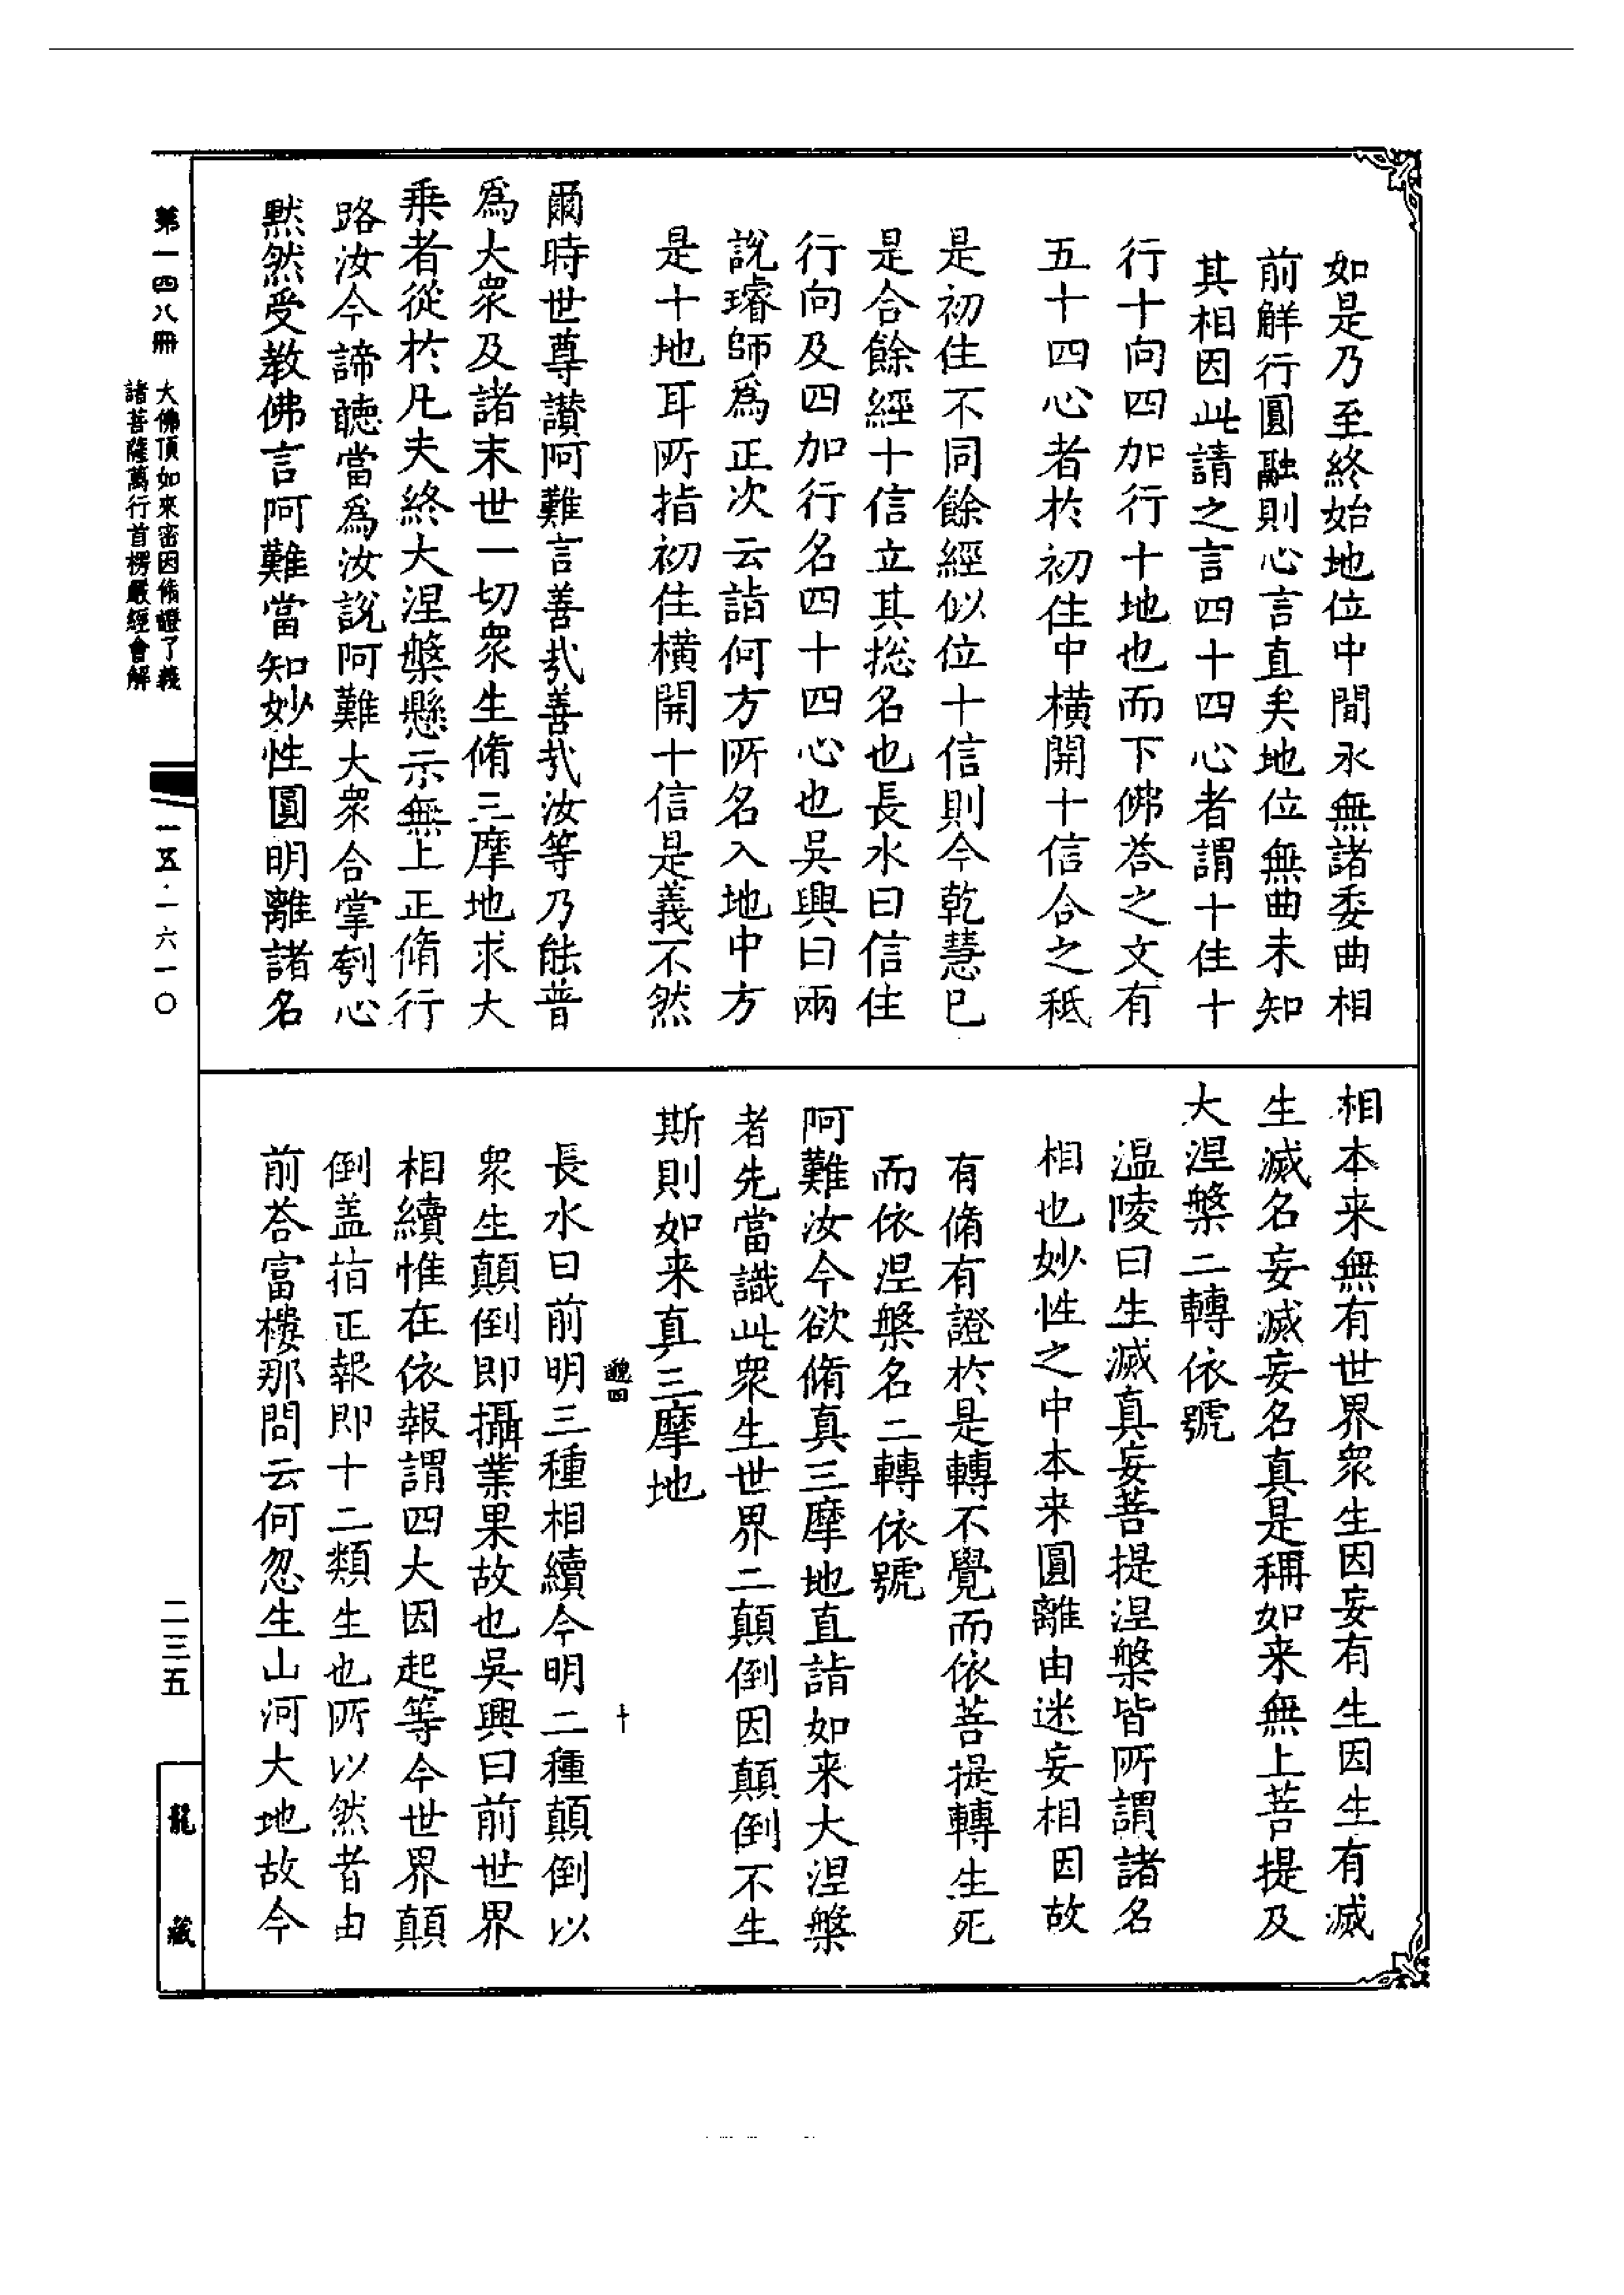 如是乃至終始地位中間永無諸委曲相
前解行圓融則心言直矣地位無曲未知
其相因此請之言四十四心者謂十住十
行十向四加行十地也而下佛荅之文有
五十四心者於初住中橫開十信合之秖
是初住不同餘經似位十信則今乾慧已
是合餘經十信立其捴名也長水曰信住
行向及四加行名四十四心也吳興曰兩
說璿師爲正次云詣何方所名入地中方
是十地耳所指初住橫開十信是義不然
爾時世尊讃阿難言善哉善哉汝等乃能普
爲大衆及諸末世一切衆生脩三摩地求大
乗者從於凡夫終大涅槃懸示無上正脩行
路汝今諦聽當爲汝說阿難大衆合掌刳心
默然受教佛言阿難當知妙性圓明離諸名
相本来無有世界衆生因妄有生因生有滅
生滅名妄滅妄名真是稱如来無上菩提及
大涅槃二轉依號
温陵曰生滅真妄菩提涅槃皆所謂諸名
相也妙性之中本来圓離由迷妄相因故
有脩有證於是轉不覺而依菩提轉生死
而依涅槃名二轉依號
阿難汝今欲脩真三摩地直詣如来大涅槃
者先當識此衆生世界二顛倒因顛倒不生
斯則如来真三摩地
邈四
十
長水曰前明三種相續今明二種顛倒以
衆生顛倒即攝業果故也吳興曰前世界
相續惟在依報謂四大因起等今世界顛
倒盖指正報即十二類生也所以然者由
前荅富樓那問云何忽生山河大地故今
第一四八冊
大佛頂如來密因脩證了義
諸菩薩萬行首楞嚴經會解
一五·一六一〇
二三五
龍藏